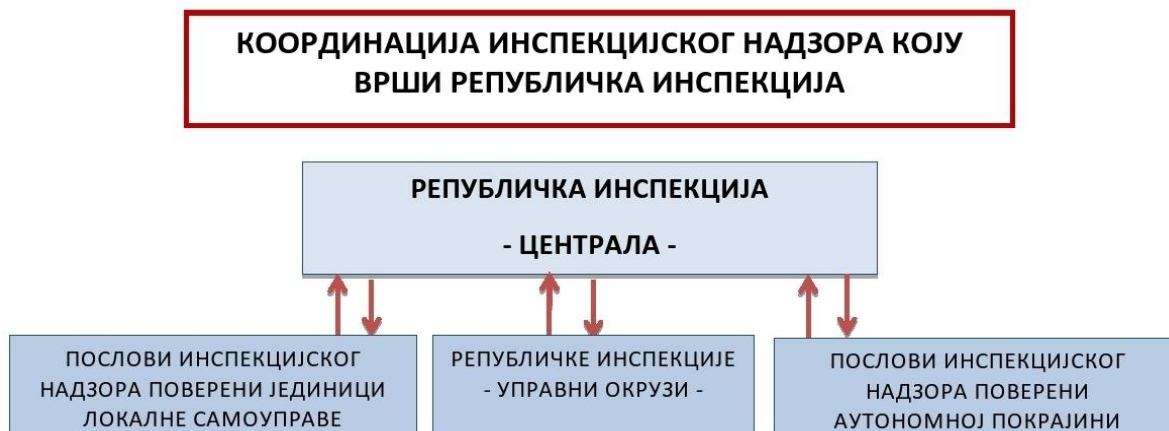 КООРДИНАЦИЈА ИНСПЕКЦИЈСКОГ НАДЗОРА КОЈУ
ВРШИ РЕПУБЛИЧКА ИНСПЕКЦИЈА
РЕПУБЛИЧКА ИНСПЕКЦИЈА
- ЦЕНТРАЛА -
ПОСЛОВИ ИНСПЕКЦИЈСКОГ
НАДЗОРА ПОВЕРЕНИ ЈЕДИНИЦИ
ЛОКАЛНЕ САМОУПРАВЕ
РЕПУБЛИЧКЕ ИНСПЕКЦИЈЕ
- УПРАВНИ ОКРУЗИ -
ПОСЛОВИ ИНСПЕКЦИЈСКОГ
НАДЗОРА ПОВЕРЕНИ
АУТОНОМНОЈ ПОКРАЈИНИ